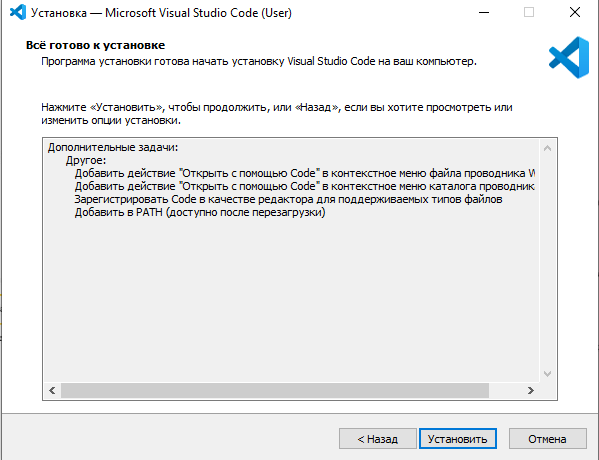 Установка — Microsoft Visual Studio Code (User)
Всё готово к установке
Программа установки готова начать установку Visual Studio Code на ваш компьютер.
Нажмите «Установить», чтобы продолжить, или «Назад», если вы хотите просмотреть или
изменить опции установки.
Дополнительные задачи:
Другое:
Добавить действие "Открыть с помощью Code" в контекстное меню файла проводника W
Добавить действие "Открыть с помощью Code" в контекстное меню каталога проводник
Зарегистрировать Code в качестве редактора для поддерживаемых типов файлов
Добавить в PATH (доступно после перезагрузки)
< Назад
Установить
Отмена